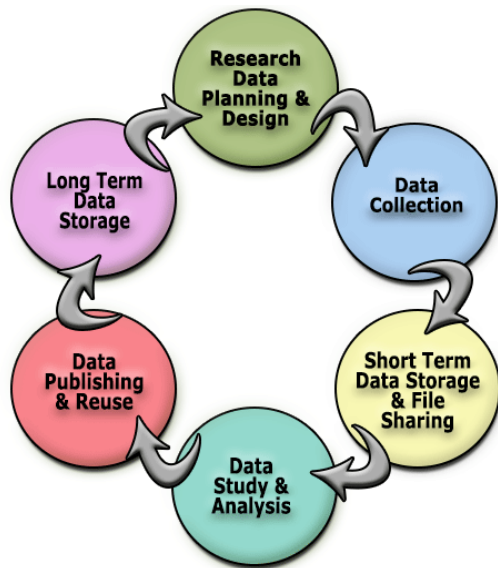 Research
Data
Planning &
Design
Data
Collection
Short Term
Data Storage
& File
Sharing
Data
Study &
Analysis
Data
Publishing
& Reuse
Long Term
Data
Storage